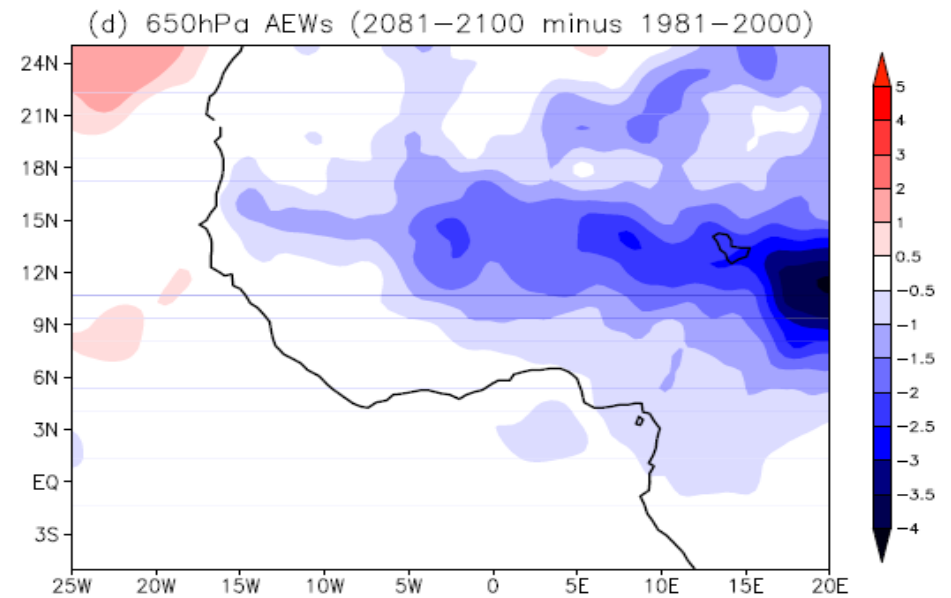 (d) 650hPa AEWs (2081−2100 minus 1981−2000)
24N
21N
18N
15N
12N
9N
6N
3N
EQ
3S
25W 20W 15W 10W 5W 0 5E 10E 15E 20E
5
4
3
2
1
0.5
−0.5
−1
−1.5
−2
−2.5
−3
−3.5
−4